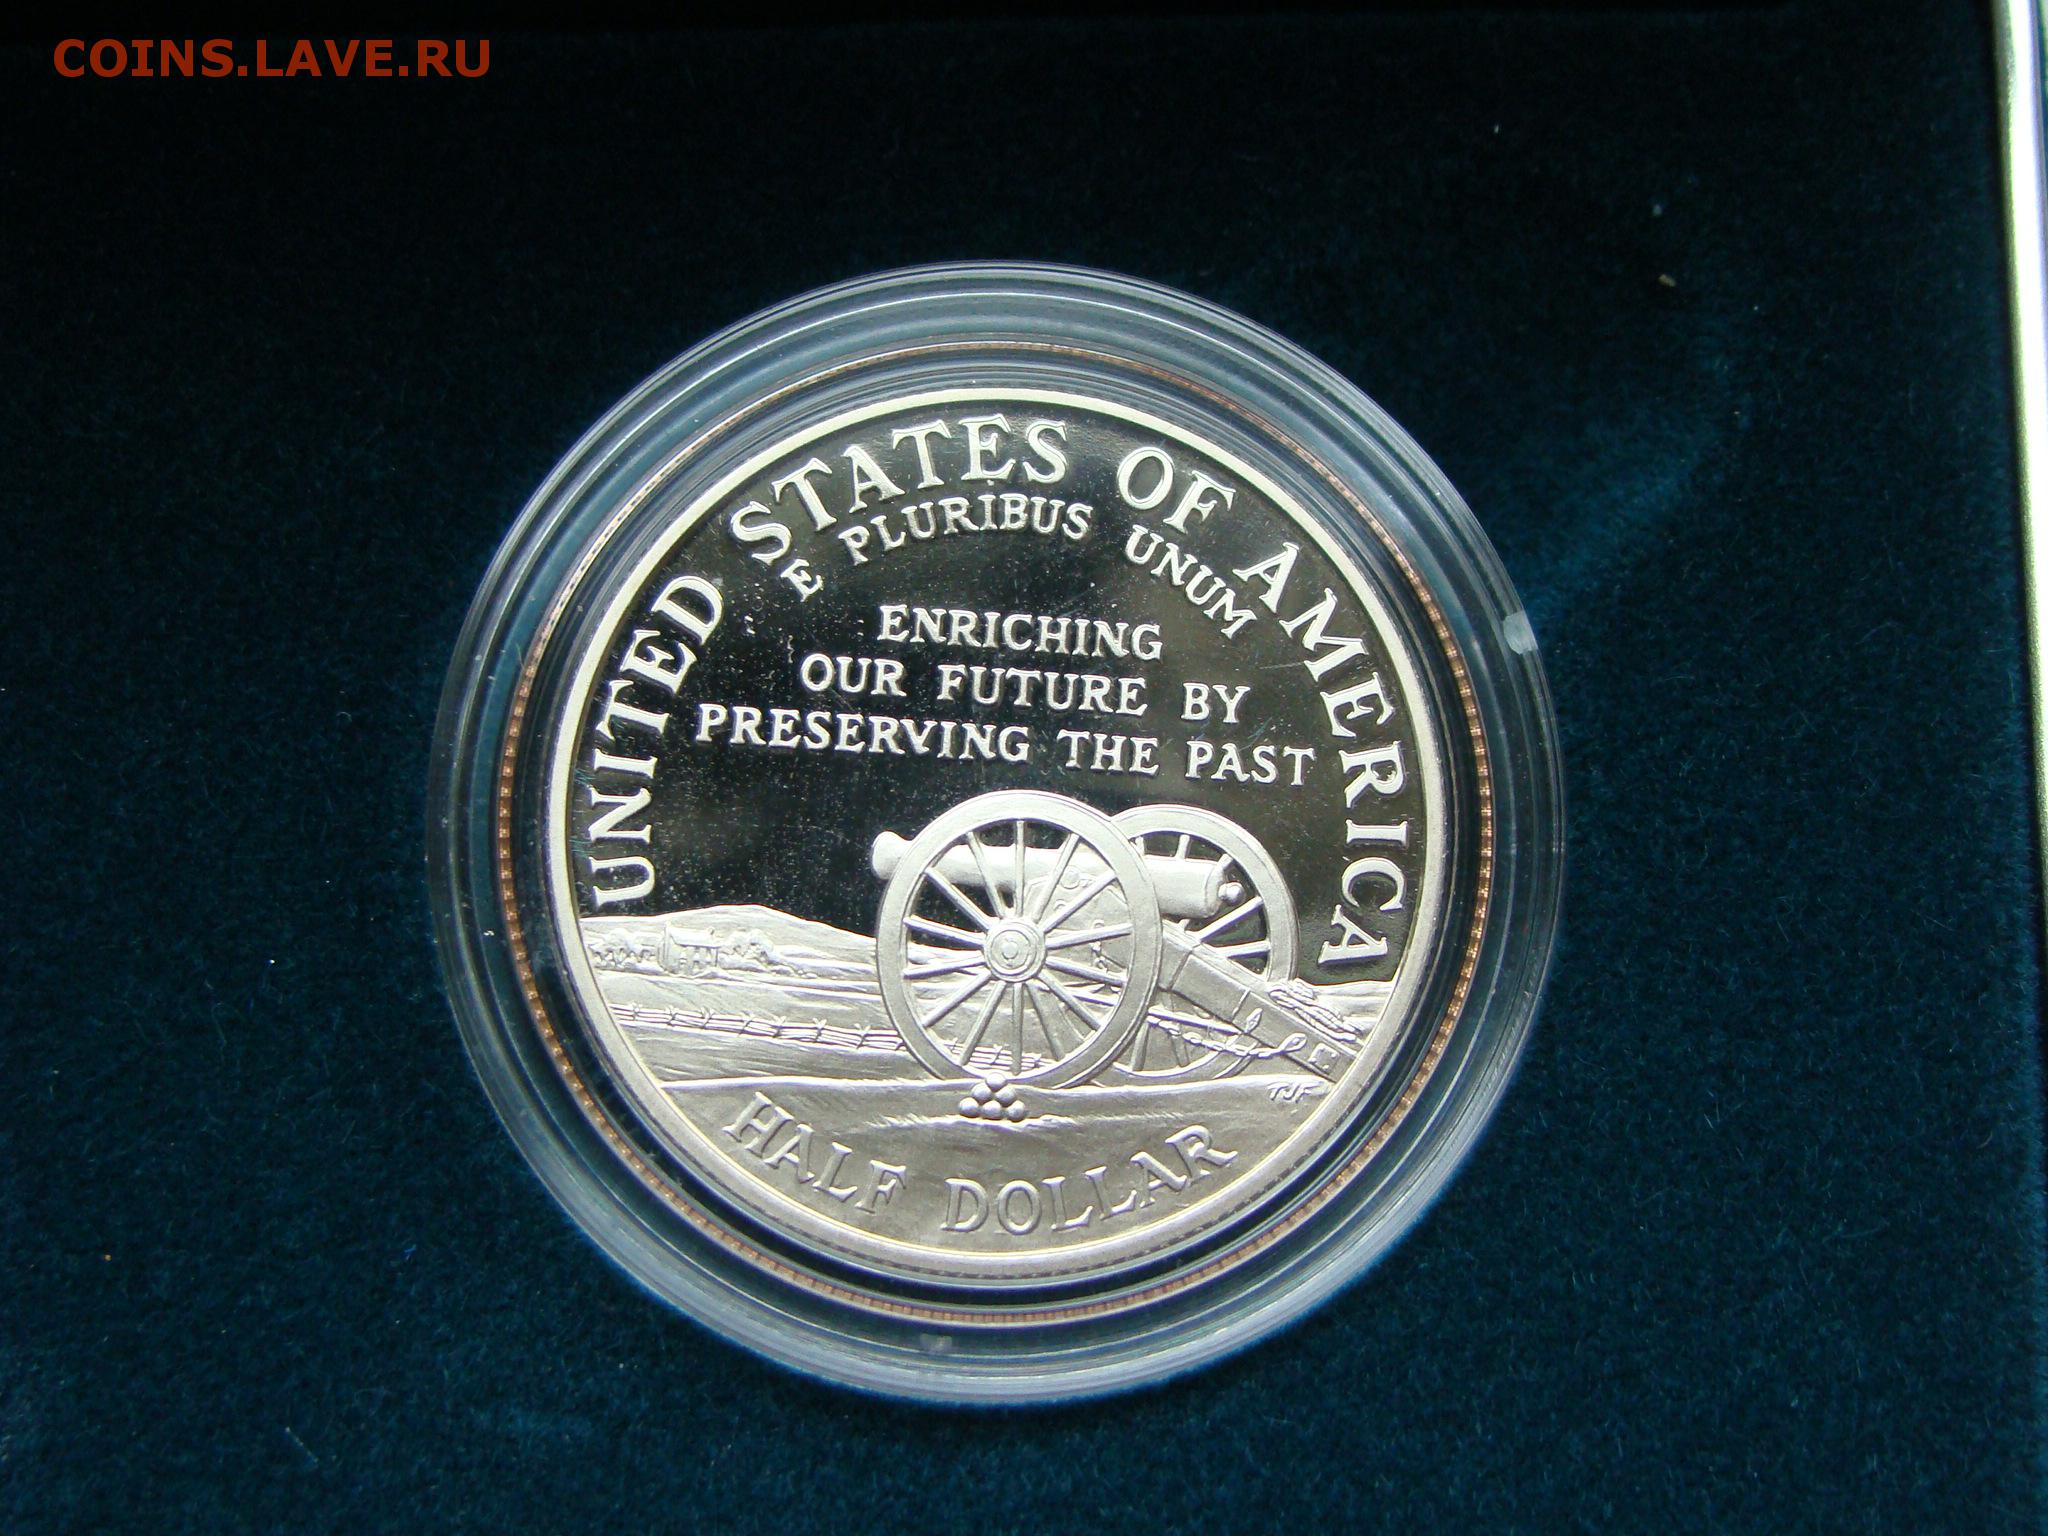 COINS.LAVE.RU
UNITED STATES OF AMERICA
E PLURIBUS UNUM
ENRICHING
OUR FUTURE BY
PRESERVING THE PAST
TJF
HALF DOLLAR